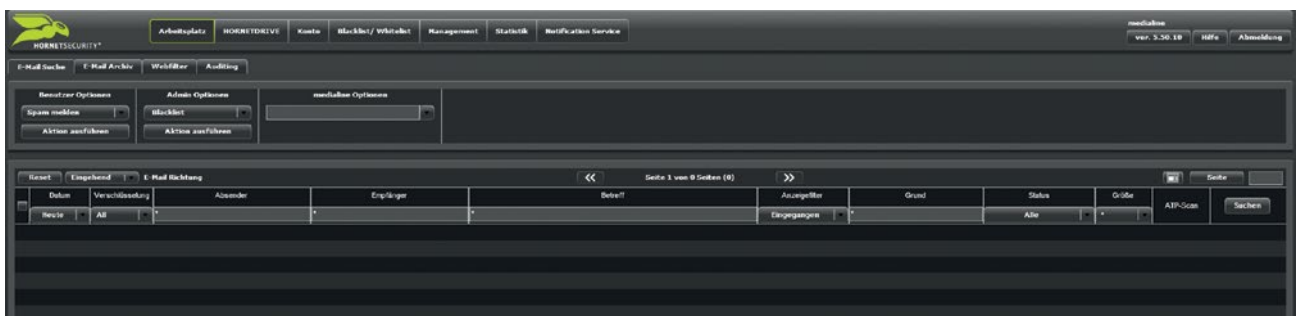 HORNETSECURITY®
Arbeitsplatz HORNETDRIVE Konto Blacklist/ Whitelist Management Statistik Notification Service
medialine
ver. 5.50.10 Hilfe Abmeldung
E-Mail Suche E-Mail Archiv Webfilter Auditing
Benutzer Optionen Admin Optionen medialine Optionen
Spam melden Blacklist
Aktion ausführen Aktion ausführen
Reset Eingehend E-Mail Richtung << Seite 1 von 0 Seiten (0) >> Seite
Datum Verschlüsselung Absender Empfänger Betreff Anzeigefilter Grund Status Größe ATP-Scan Suchen
Heute All * * * Eingegangen * Alle *